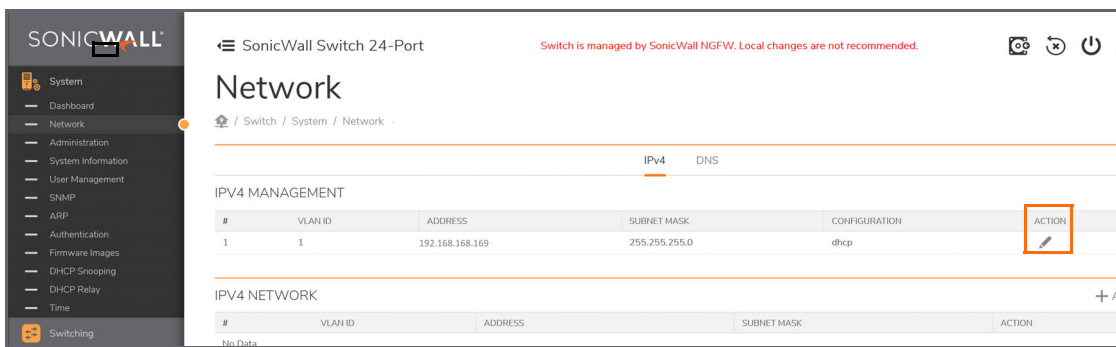 SONICWALL
SonicWall Switch 24-Port
Switch is managed by SonicWall NGFW. Local changes are not recommended.
System
Dashboard
Network
Administration
System Information
User Management
SNMP
ARP
Authentication
Firmware Images
DHCP Snooping
DHCP Relay
Time
Switching
Network
/ Switch / System / Network
IPv4 DNS
IPV4 MANAGEMENT
# VLAN ID ADDRESS SUBNET MASK CONFIGURATION ACTION
1 1 192.168.168.169 255.255.255.0 dhcp
IPV4 NETWORK
# VLAN ID ADDRESS SUBNET MASK ACTION
No Data